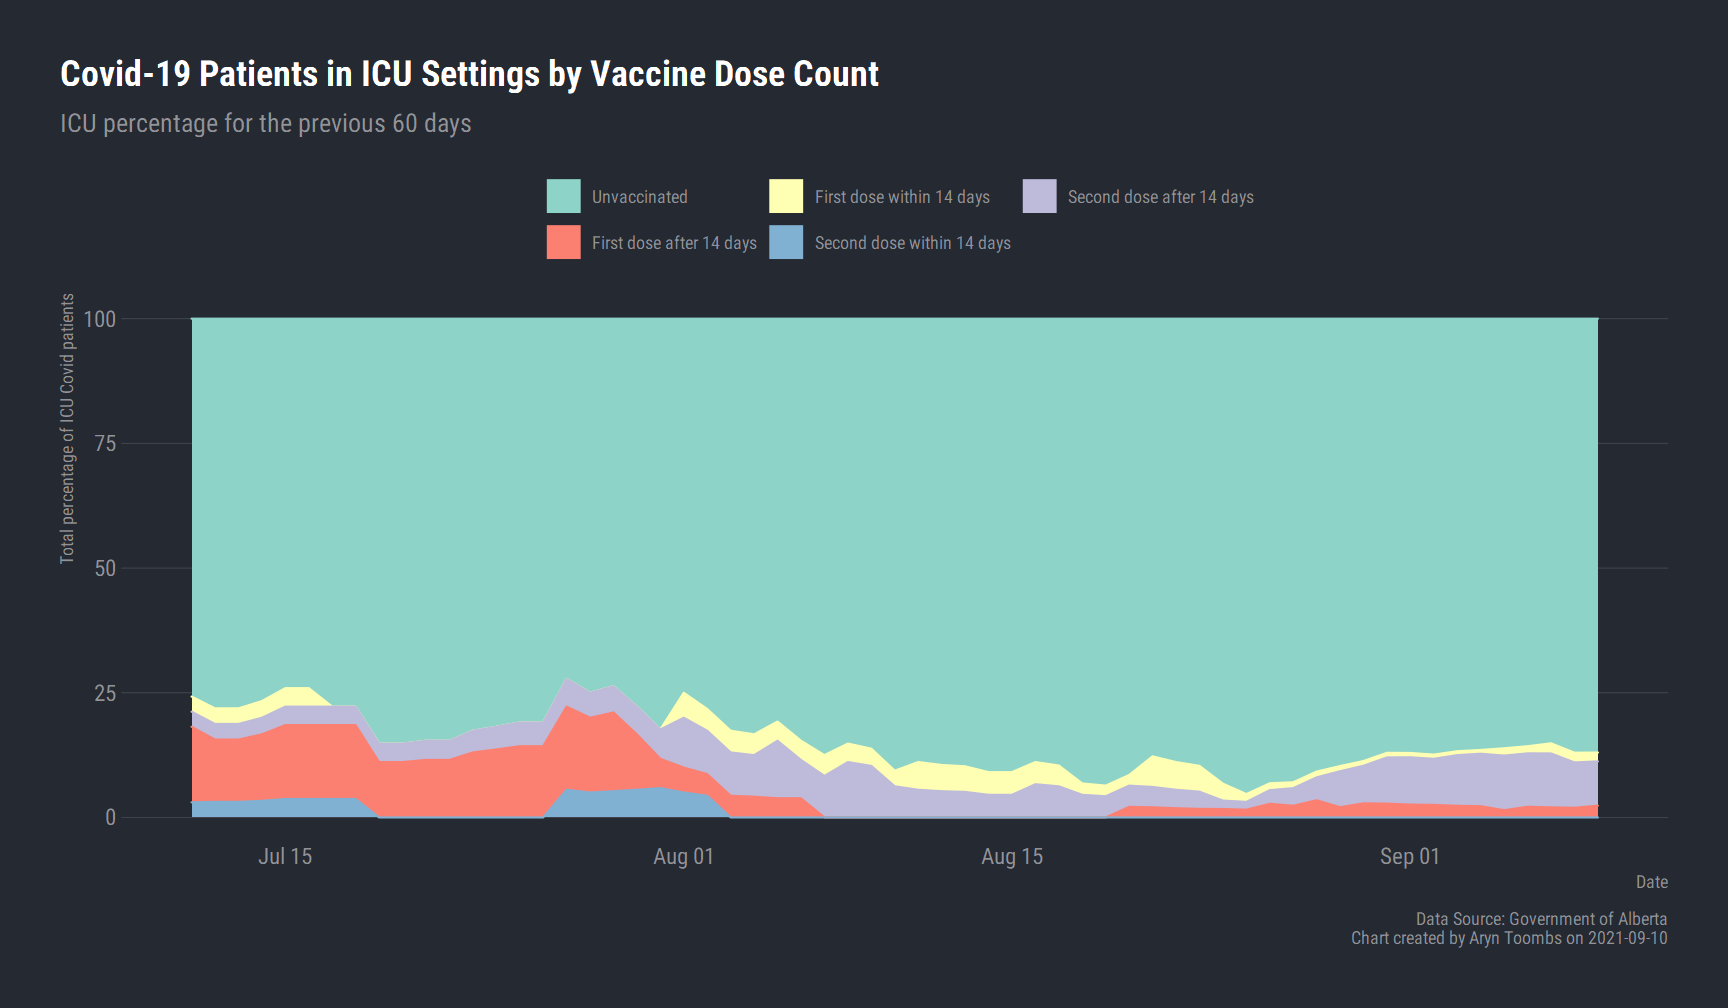 Covid-19 Patients in ICU Settings by Vaccine Dose Count
ICU percentage for the previous 60 days
Unvaccinated
First dose within 14 days
Second dose after 14 days
First dose after 14 days
Second dose within 14 days
Total percentage of ICU Covid patients
100
75
50
25
0
Jul 15
Aug 01
Aug 15
Sep 01
Date
Data Source: Government of Alberta
Chart created by Aryn Toombs on 2021-09-10